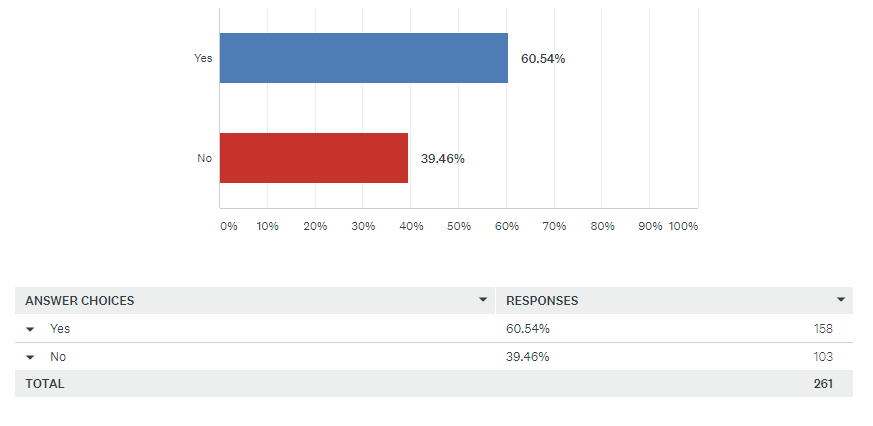 Yes 60.54%
No 39.46%
0% 10% 20% 30% 40% 50% 60% 70% 80% 90% 100%
ANSWER CHOICES RESPONSES
Yes 60.54% 158
No 39.46% 103
TOTAL 261